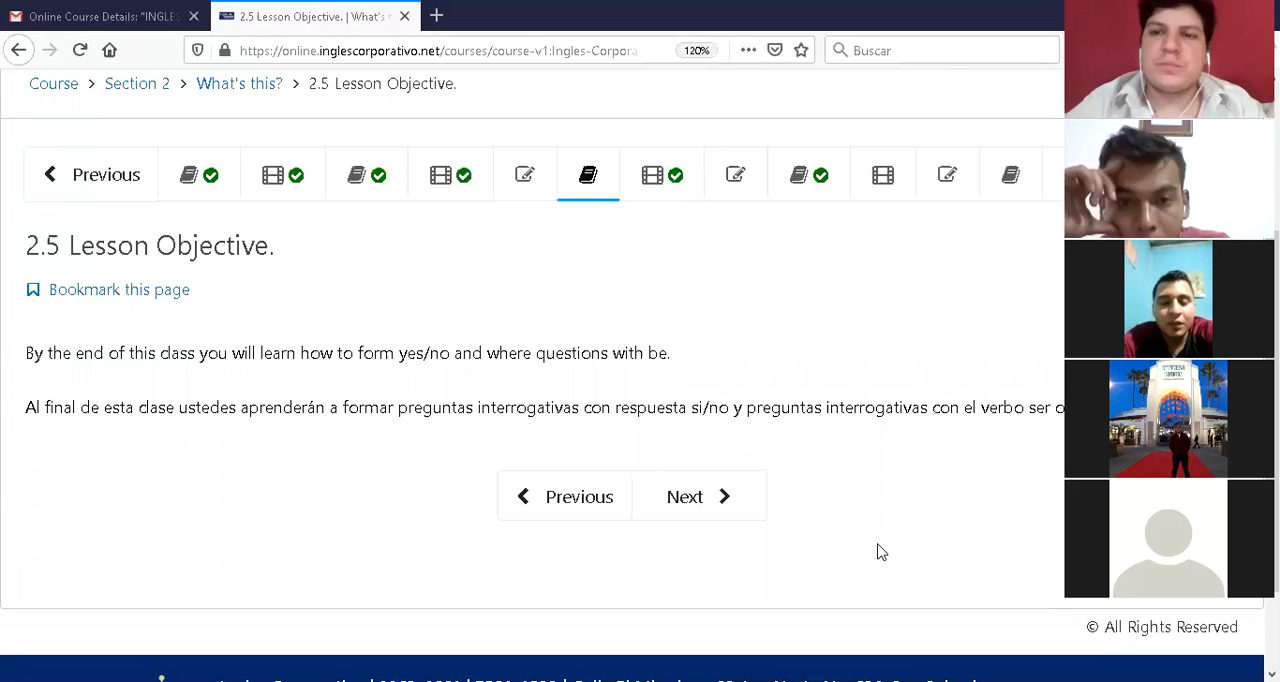 Online Course Details: "INGLES
2.5 Lesson Objective. | What's t
https://online.inglescorporativo.net/courses/course-v1:Ingles-Corpora
120%
Buscar
Course > Section 2 > What's this? > 2.5 Lesson Objective.
Previous
2.5 Lesson Objective.
Bookmark this page
By the end of this class you will learn how to form yes/no and where questions with be.
Al final de esta clase ustedes aprenderán a formar preguntas interrogativas con respuesta si/no y preguntas interrogativas con el verbo ser o
Previous
Next
© All Rights Reserved